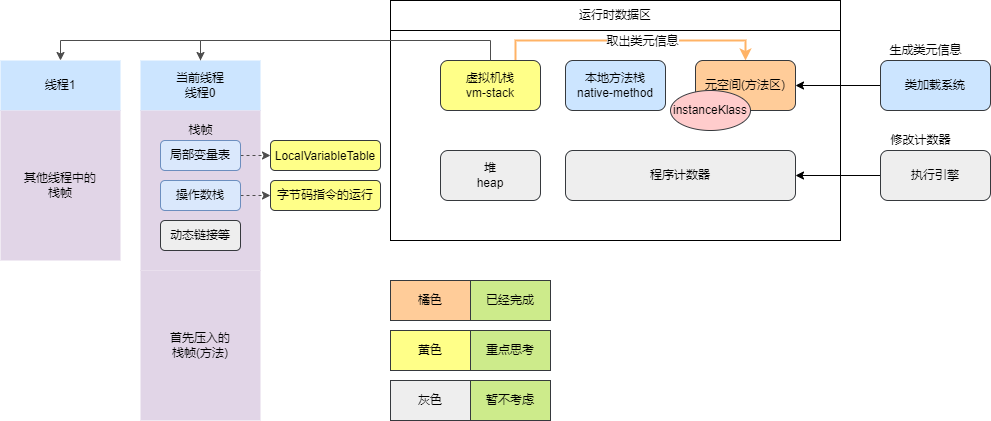 运行时数据区
取出类元信息
生成类元信息
线程1
当前线程
线程0
虚拟机栈
vm-stack
本地方法栈
native-method
元空间(方法区)
instanceKlass
类加载系统
栈帧
局部变量表
LocalVariableTable
其他线程中的
栈帧
操作数栈
字节码指令的运行
动态链接等
堆
heap
程序计数器
修改计数器
执行引擎
首先压入的
栈帧(方法)
橘色
已经完成
黄色
重点思考
灰色
暂不考虑